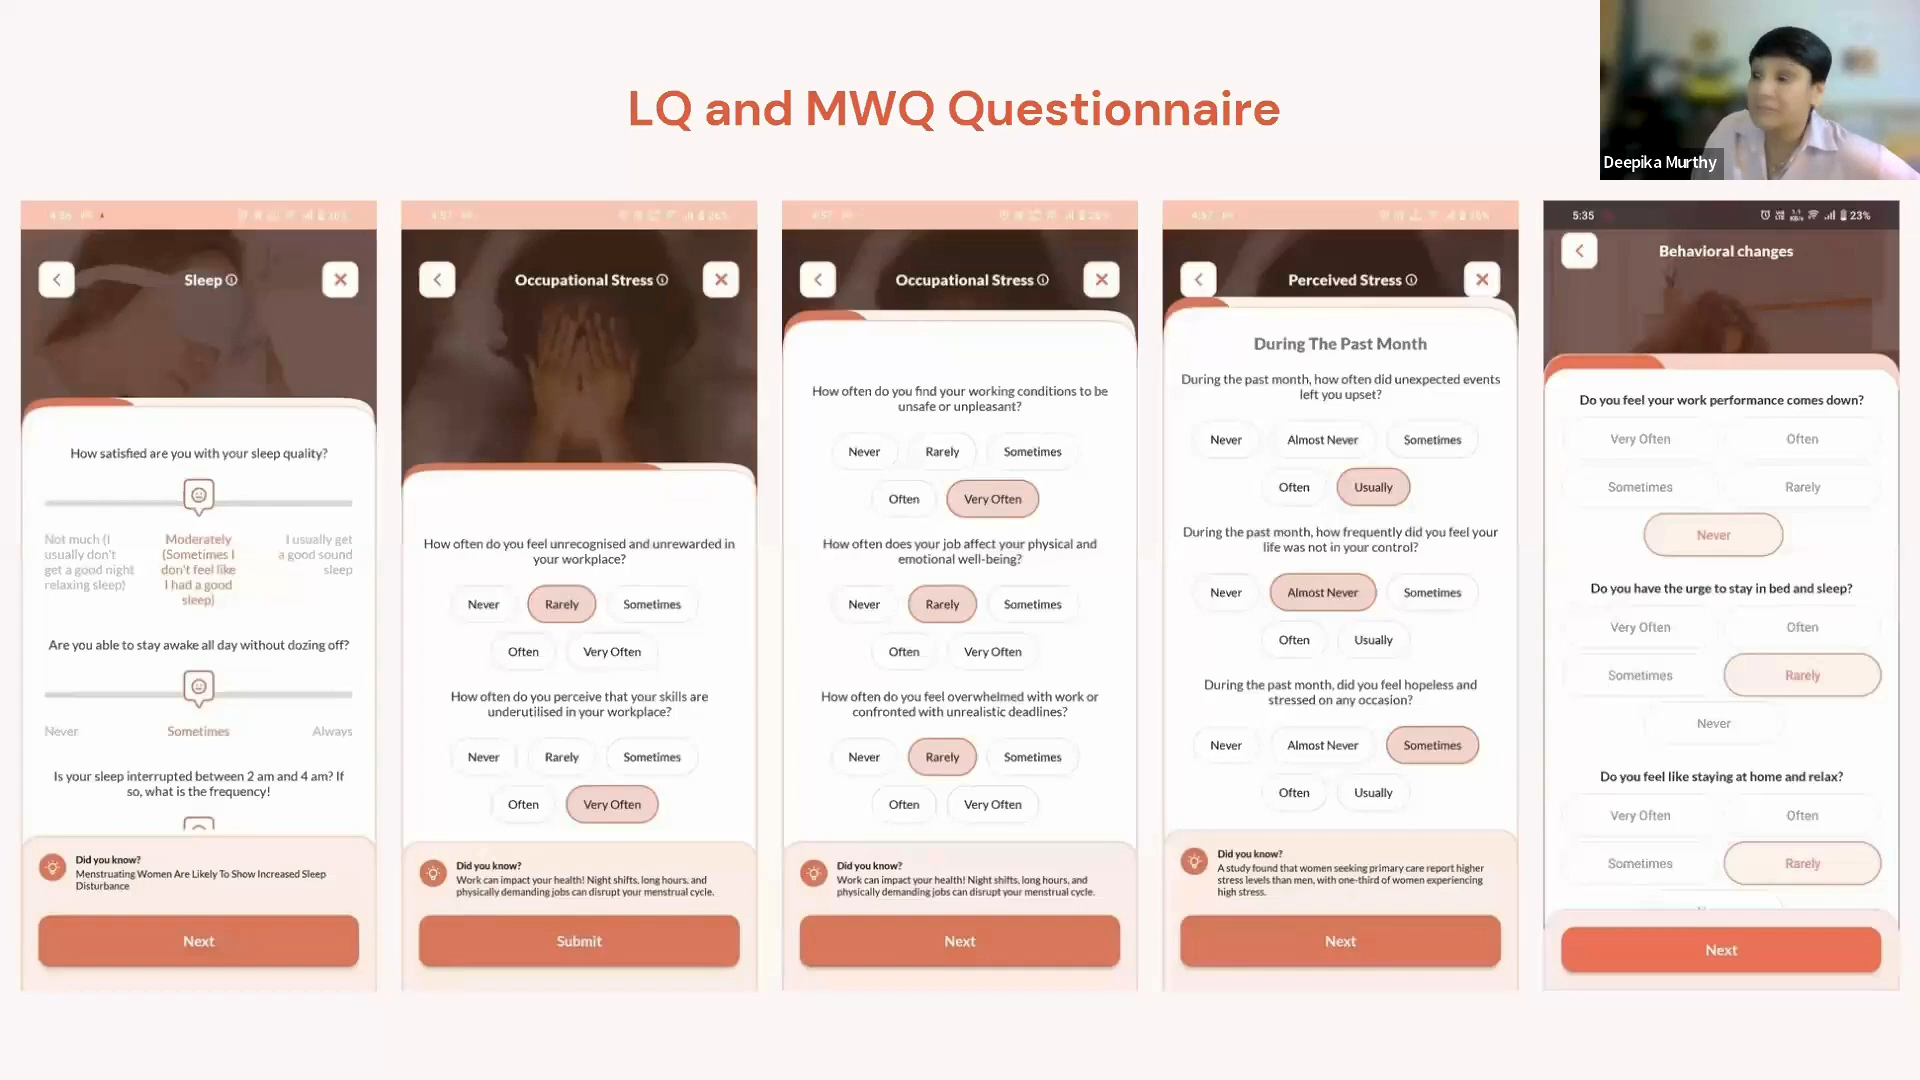 LQ and MWQ Questionnaire
Deepika Murthy
Sleep
How satisfied are you with your sleep quality?
Not much (I
usually don't
get a good night
relaxing sleep)
Moderately
(Sometimes I
don't feel like
I had a good
sleep)
I usually get
a good sound
sleep
Are you able to stay awake all day without dozing off?
Never
Sometimes
Always
Is your sleep interrupted between 2 am and 4 am? If
so, what is the frequency!
Did you know?
Menstruating Women Are Likely To Show Increased Sleep
Disturbance
Next
4:57
Occupational Stress
How often do you feel unrecognised and unrewarded in
your workplace?
Never
Rarely
Sometimes
Often
Very Often
How often do you perceive that your skills are
underutilised in your workplace?
Never
Rarely
Sometimes
Often
Very Often
Did you know?
Work can impact your health! Night shifts, long hours, and
physically demanding jobs can disrupt your menstrual cycle.
Submit
4:57
Occupational Stress
How often do you find your working conditions to be
unsafe or unpleasant?
Never
Rarely
Sometimes
Often
Very Often
How often does your job affect your physical and
emotional well-being?
Never
Rarely
Sometimes
Often
Very Often
How often do you feel overwhelmed with work or
confronted with unrealistic deadlines?
Never
Rarely
Sometimes
Often
Very Often
Did you know?
Work can impact your health! Night shifts, long hours, and
physically demanding jobs can disrupt your menstrual cycle.
Next
4:57
Perceived Stress
During The Past Month
During the past month, how often did unexpected events
left you upset?
Never
Almost Never
Sometimes
Often
Usually
During the past month, how frequently did you feel your
life was not in your control?
Never
Almost Never
Sometimes
Often
Usually
During the past month, did you feel hopeless and
stressed on any occasion?
Never
Almost Never
Sometimes
Often
Usually
Did you know?
A study found that women seeking primary care report higher
stress levels than men, with one-third of women experiencing
high stress.
Next
5:35
23%
Behavioral changes
Do you feel your work performance comes down?
Very Often
Often
Sometimes
Rarely
Never
Do you have the urge to stay in bed and sleep?
Very Often
Often
Sometimes
Rarely
Never
Do you feel like staying at home and relax?
Very Often
Often
Sometimes
Rarely
Next